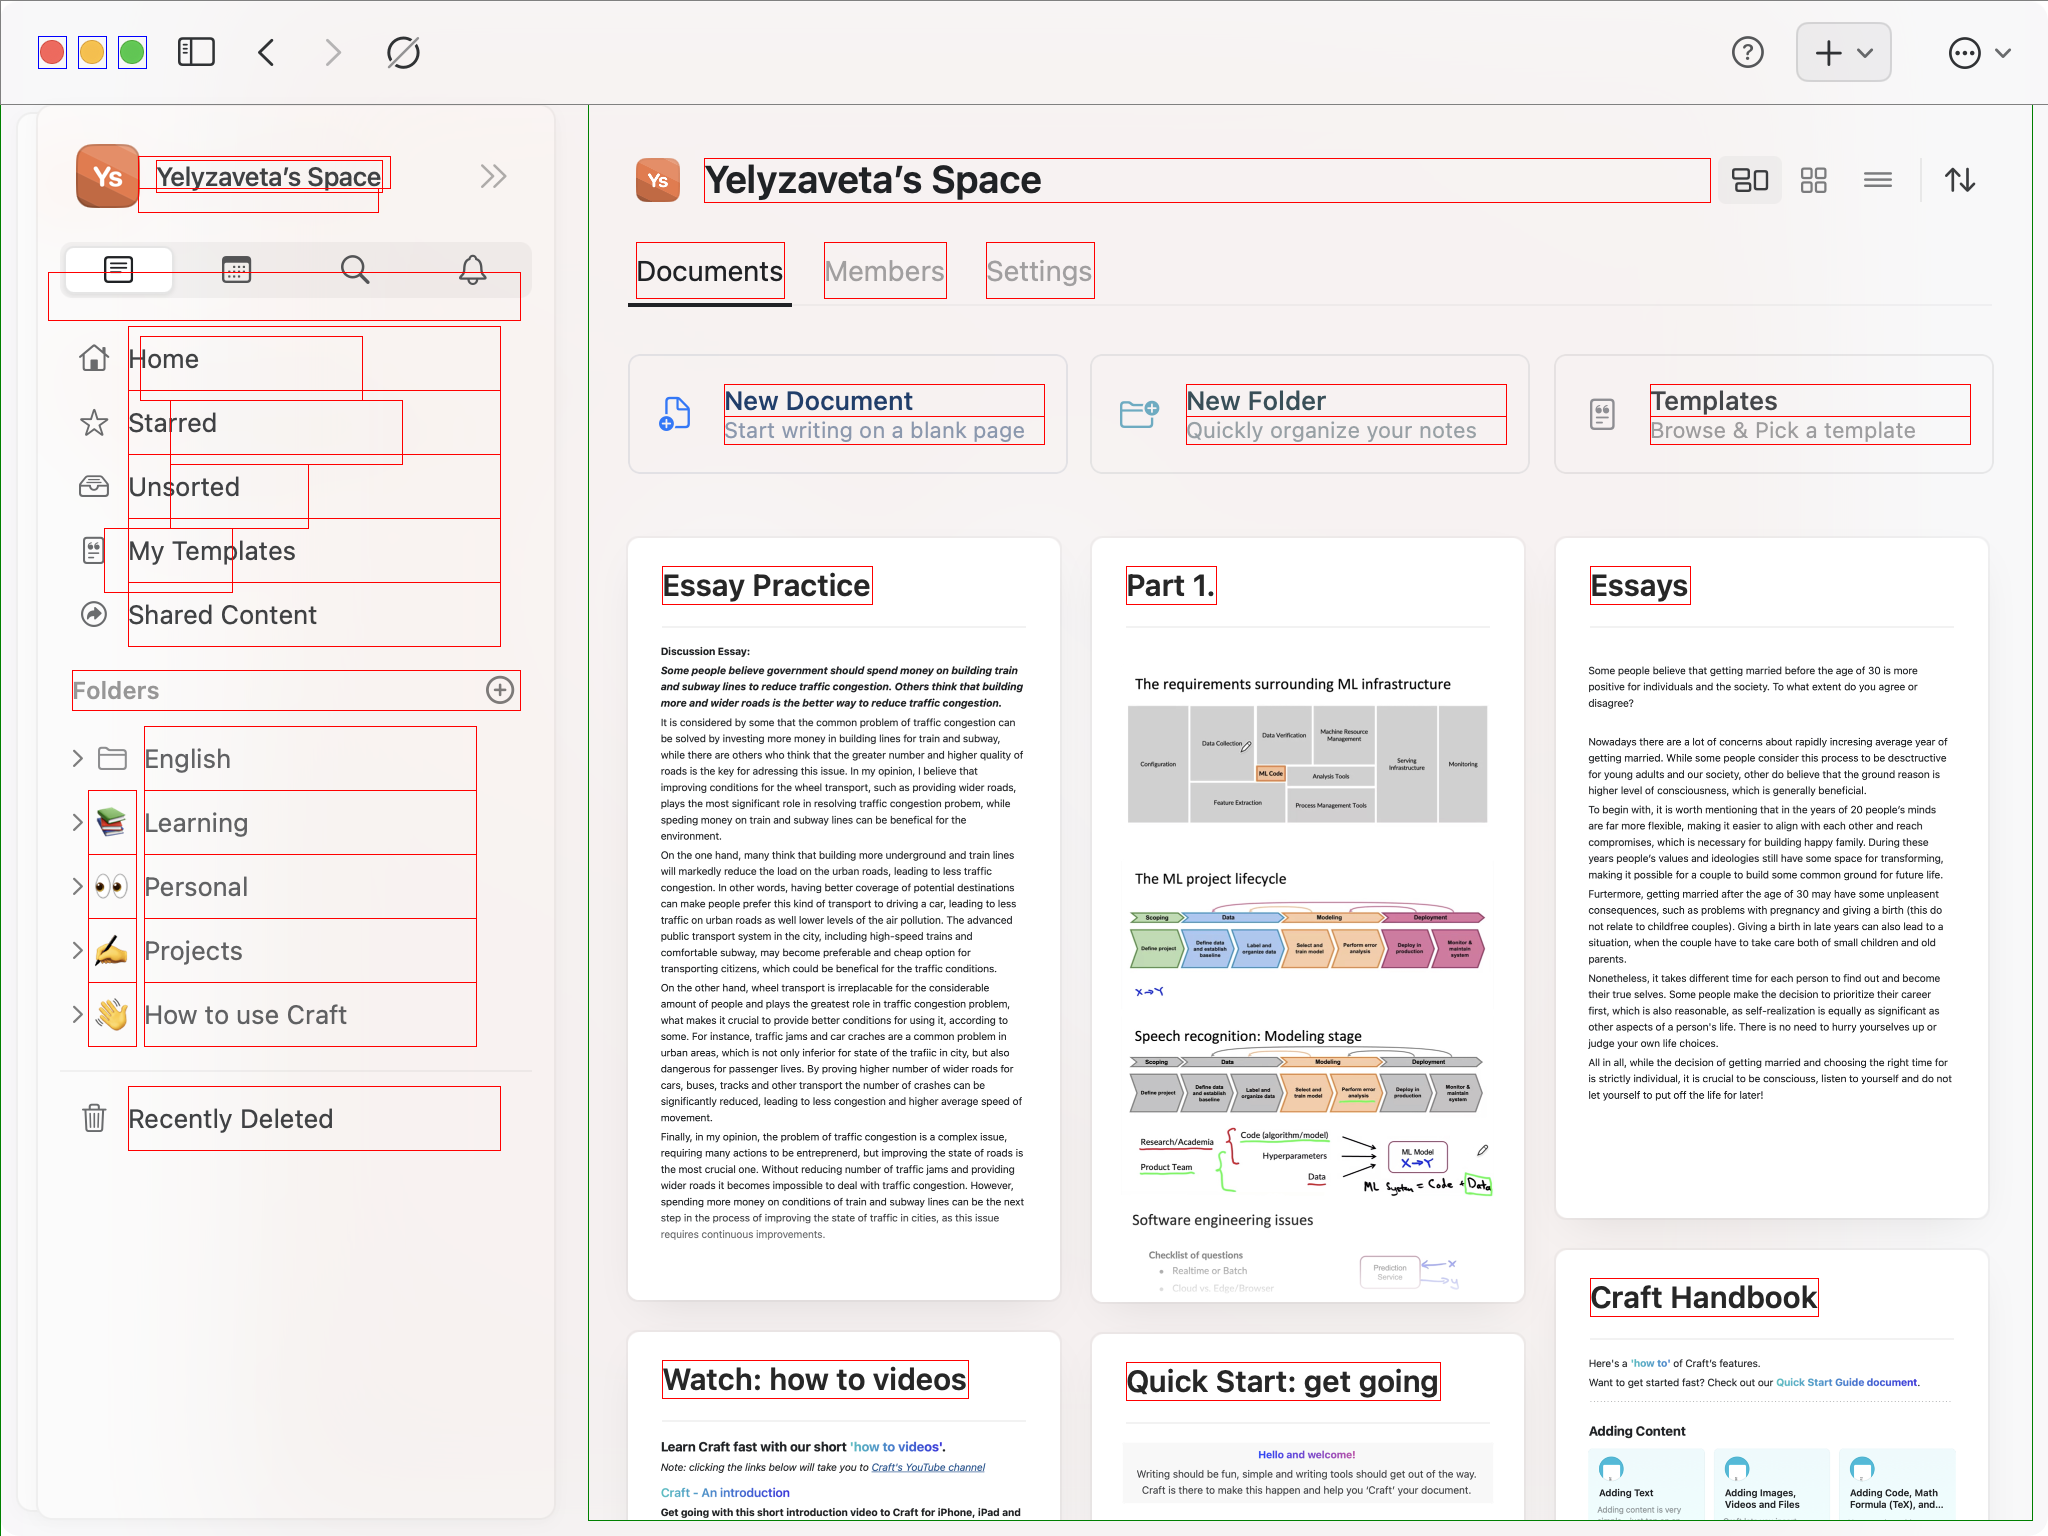 Ys
Yelyzaveta's Space
Home
Starred
Unsorted
My Templates
Shared Content
Folders
English
Learning
Personal
Projects
How to use Craft
Recently Deleted
Ys
Yelyzaveta's Space
Documents
Members
Settings
New Document
Start writing on a blank page
New Folder
Quickly organize your notes
Templates
Browse & Pick a template
Essay Practice
Discussion Essay:
Some people believe government should spend money on building train
and subway lines to reduce traffic congestion. Others think that building
more and wider roads is the better way to reduce traffic congestion.
It is considered by some that the common problem of traffic congestion can
be solved by investing more money in building lines for train and subway,
while there are others who think that the greater number and higher quality of
roads is the key for adressing this issue. In my opinion, I believe that
improving conditions for the wheel transport, such as providing wider roads,
plays the most significant role in resolving traffic congestion probem, while
speding money on train and subway lines can be benefical for the
environment.
On the one hand, many think that building more underground and train lines
will markedly reduce the load on the urban roads, leading to less traffic
congestion. In other words, having better coverage of potential destinations
can make people prefer this kind of transport to driving a car, leading to less
traffic on urban roads as well lower levels of the air pollution. The advanced
public transport system in the city, including high-speed trains and
comfortable subway, may become preferable and cheap option for
transporting citizens, which could be benefical for the traffic conditions.
On the other hand, wheel transport is irreplacable for the considerable
amount of people and plays the greatest role in traffic congestion problem,
what makes it crucial to provide better conditions for using it, according to
some. For instance, traffic jams and car craches are a common problem in
urban areas, which is not only inferior for state of the traffic in city, but also
dangerous for passenger lives. By proving higher number of wider roads for
cars, buses, tracks and other transport the number of crashes can be
significantly reduced, leading to less congestion and higher average speed of
movement.
Finally, in my opinion, the problem of traffic congestion is a complex issue,
requiring many actions to be entreprenerd, but improving the state of roads is
the most crucial one. Without reducing number of traffic jams and providing
wider roads it becomes impossible to deal with traffic congestion. However,
spending more money on conditions of train and subway lines can be the next
step in the process of improving the state of traffic in cities, as this issue
requires continuous improvements.
Part 1.
The requirements surrounding ML infrastructure
Configuration
Data Collection
Data Verification
Machine Resource
Management
ML Code
Analysis Tools
Feature Extraction
Process Management Tools
Serving
Infrastructure
Monitoring
The ML project lifecycle
Scoping
Data
Modeling
Deployment
Define project
Define data
and establish
baseline
Label and
organize data
Select and
train model
Perform error
analysis
Deploy in
production
Monitor &
maintain
system
X→Y
Speech recognition: Modeling stage
Scoping
Data
Modeling
Deployment
Define project
Define data
and establish
baseline
Label and
organize data
Select and
train model
Perform error
analysis
Deploy in
production
Monitor &
maintain
system
Research/Academia
Product Team
Code (algorithm/model)
Hyperparameters
Data
ML Model
X→Y
ML System = Code + Data
Software engineering issues
Checklist of questions
• Realtime or Batch
• Cloud vs. Edge/Browser
Prediction
Service
x
y
Essays
Some people believe that getting married before the age of 30 is more
positive for individuals and the society. To what extent do you agree or
disagree?
Nowadays there are a lot of concerns about rapidly incresing average year of
getting married. While some people consider this process to be desctructive
for young adults and our society, other do believe that the ground reason is
higher level of consciousness, which is generally beneficial.
To begin with, it is worth mentioning that in the years of 20 people's minds
are far more flexible, making it easier to align with each other and reach
compromises, which is necessary for building happy family. During these
years people's values and ideologies still have some space for transforming,
making it possible for a couple to build some common ground for future life.
Furtermore, getting married after the age of 30 may have some unpleasent
consequences, such as problems with pregnancy and giving a birth (this do
not relate to childfree couples). Giving a birth in late years can also lead to a
situation, when the couple have to take care both of small children and old
parents.
Nonetheless, it takes different time for each person to find out and become
their true selves. Some people make the decision to prioritize their career
first, which is also reasonable, as self-realization is equally as significant as
other aspects of a person's life. There is no need to hurry yourselves up or
judge your own life choices.
All in all, while the decision of getting married and choosing the right time for
is strictly individual, it is crucial to be consciouss, listen to yourself and do not
let yourself to put off the life for later!
Watch: how to videos
Learn Craft fast with our short 'how to videos'.
Note: clicking the links below will take you to Craft's YouTube channel
Craft - An introduction
Get going with this short introduction video to Craft for iPhone, iPad and
Quick Start: get going
Hello and welcome!
Writing should be fun, simple and writing tools should get out of the way.
Craft is there to make this happen and help you 'Craft' your document.
Craft Handbook
Here's a 'how to' of Craft's features.
Want to get started fast? Check out our Quick Start Guide document.
Adding Content
Adding Text
Adding content is very
Adding Images,
Videos and Files
Adding Code, Math
Formula (TeX), and...